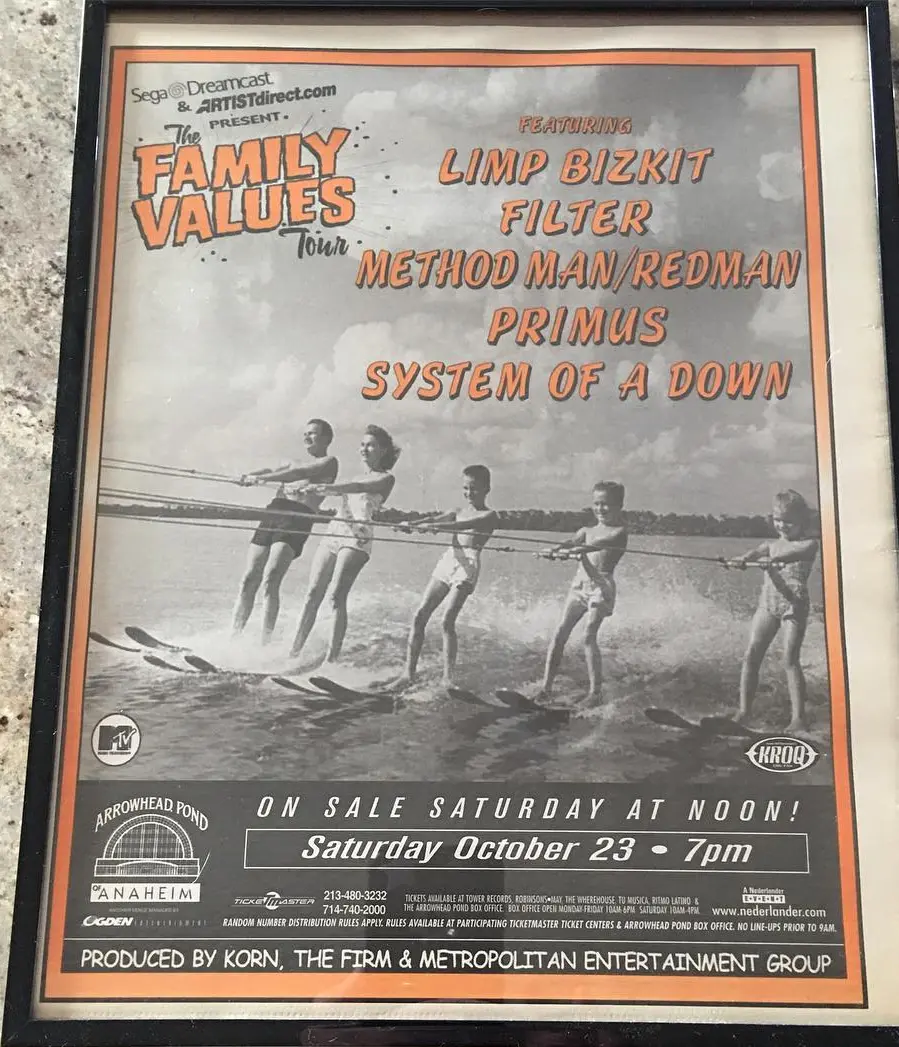 Sega Dreamcast
& ARTISTdirect.com
PRESENT
The
FAMILY
VALUES
Tour
FEATURING
LIMP BIZKIT
FILTER
METHOD MAN/REDMAN
PRIMUS
SYSTEM OF A DOWN
MTV
KROQ
ARROWHEAD POND
OF ANAHEIM
OGDEN ENTERTAINMENT
ON SALE SATURDAY AT NOON!
Saturday October 23 • 7pm
TICKETMASTER
213-480-3232
714-740-2000
TICKETS AVAILABLE AT TOWER RECORDS, ROBINSONS•MAY, THE WHEREHOUSE, TU MUSICA, RITMO LATINO &
THE ARROWHEAD POND BOX OFFICE. BOX OFFICE OPEN MONDAY-FRIDAY 10AM-6PM SATURDAY 10AM-4PM.
A Nederlander
EVENT
www.nederlander.com
RANDOM NUMBER DISTRIBUTION RULES APPLY. RULES AVAILABLE AT PARTICIPATING TICKETMASTER TICKET CENTERS & ARROWHEAD POND BOX OFFICE. NO LINE-UPS PRIOR TO 9AM.
PRODUCED BY KORN, THE FIRM & METROPOLITAN ENTERTAINMENT GROUP